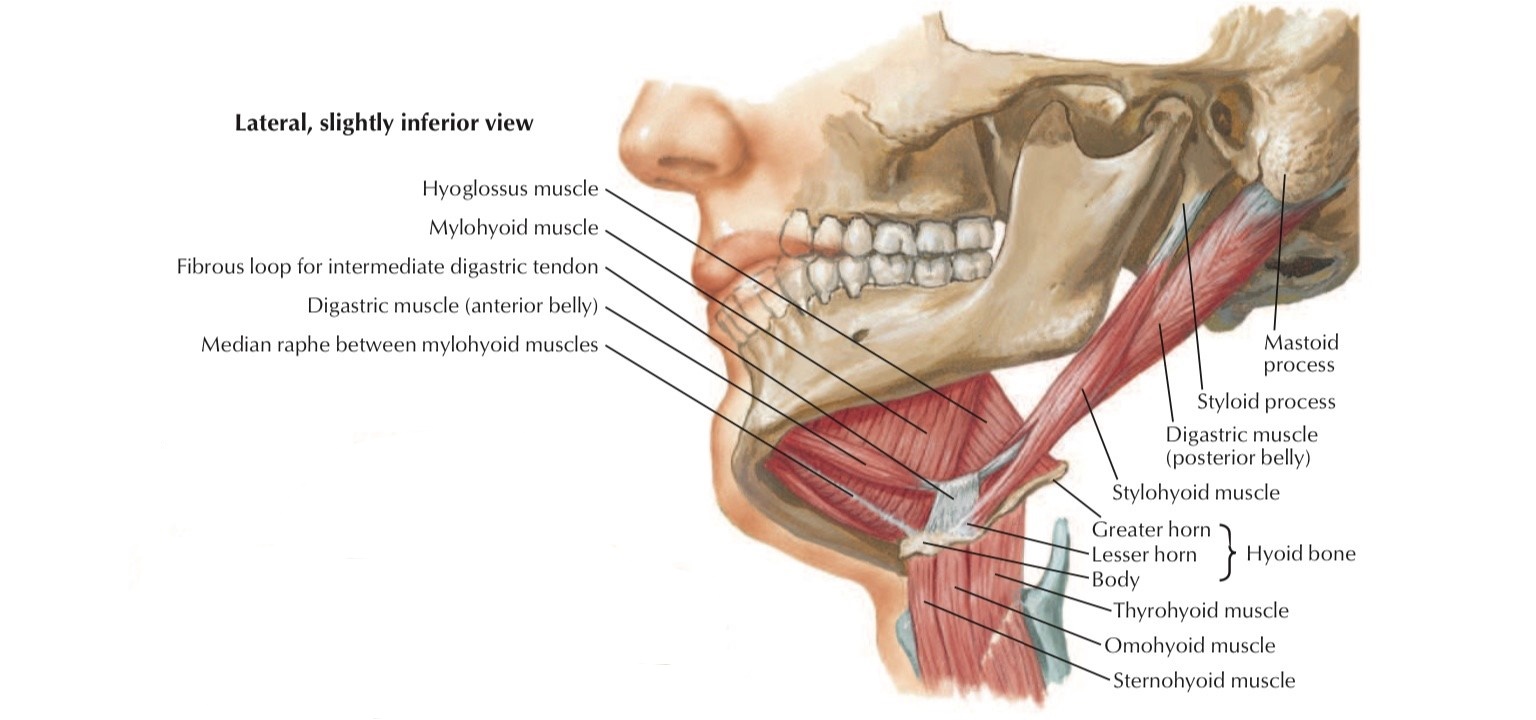 Lateral, slightly inferior view
Hyoglossus muscle
Mylohyoid muscle
Fibrous loop for intermediate digastric tendon
Digastric muscle (anterior belly)
Median raphe between mylohyoid muscles
Mastoid
process
Styloid process
Digastric muscle
(posterior belly)
Stylohyoid muscle
Greater horn
Lesser horn
Body
Hyoid bone
Thyrohyoid muscle
Omohyoid muscle
Sternohyoid muscle